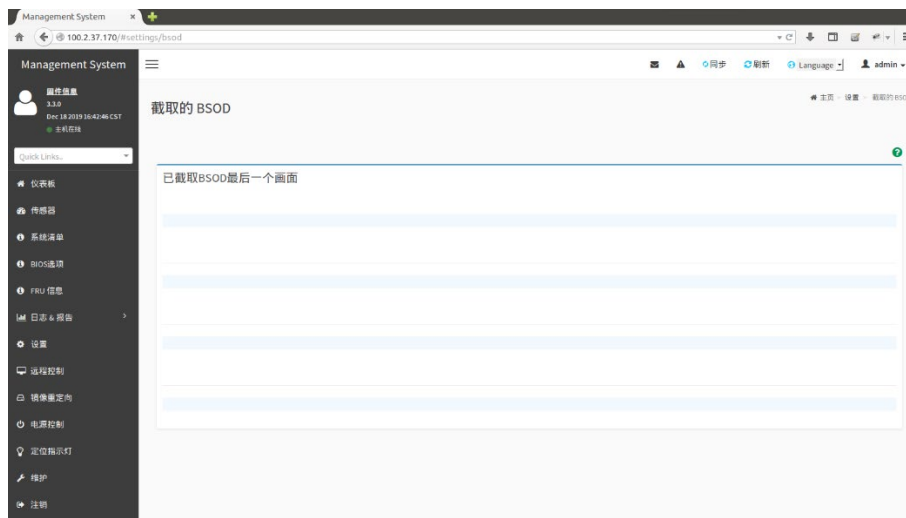 Management System
100.2.37.170/#settings/bsod
Management System
同步
刷新
Language
admin
固件信息
3.3.0
Dec 18 2019 16:42:46 CST
主机在线
截取的 BSOD
主页
设置
截取的 BSO
Quick Links..
已截取BSOD最后一个画面
仪表板
传感器
系统清单
BIOS选项
FRU 信息
日志 & 报告
设置
远程控制
镜像重定向
电源控制
定位指示灯
维护
注销